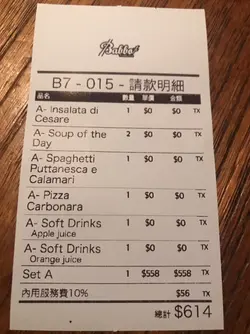 Babbo
B7 - 015 - 請款明細
品名 數量 單價 金額
A- Insalata di 1 $0 $0 TX
Cesare
A- Soup of the 2 $0 $0 TX
Day
A- Spaghetti 1 $0 $0 TX
Puttanesca e
Calamari
A- Pizza 1 $0 $0 TX
Carbonara
A- Soft Drinks 1 $0 $0 TX
Apple juice
A- Soft Drinks 1 $0 $0 TX
Orange juice
Set A 1 $558 $558 TX
內用服務費10% $56 TX
總計 $614